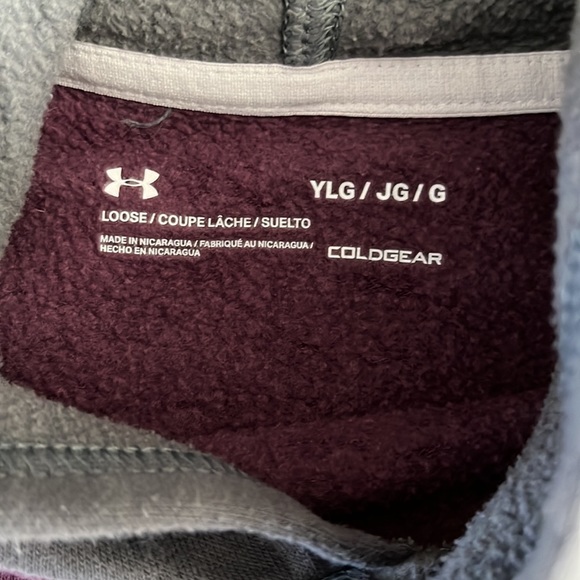 YLG / JG / G
LOOSE / COUPE LÂCHE / SUELTO
MADE IN NICARAGUA / FABRIQUÉ AU NICARAGUA /
HECHO EN NICARAGUA
COLDGEAR